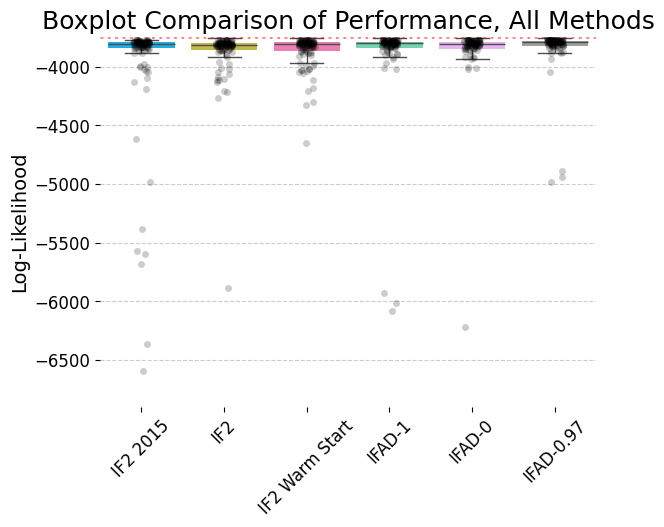 Boxplot Comparison of Performance, All Methods
Log-Likelihood
−4000
−4500
−5000
−5500
−6000
−6500
IF2 2015
IF2
IF2 Warm Start
IFAD-1
IFAD-0
IFAD-0.97